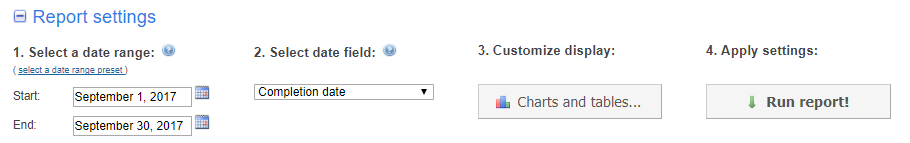 Report settings
1. Select a date range:
( select a date range preset )
Start: September 1, 2017
End: September 30, 2017
2. Select date field:
Completion date
3. Customize display:
Charts and tables...
4. Apply settings:
Run report!